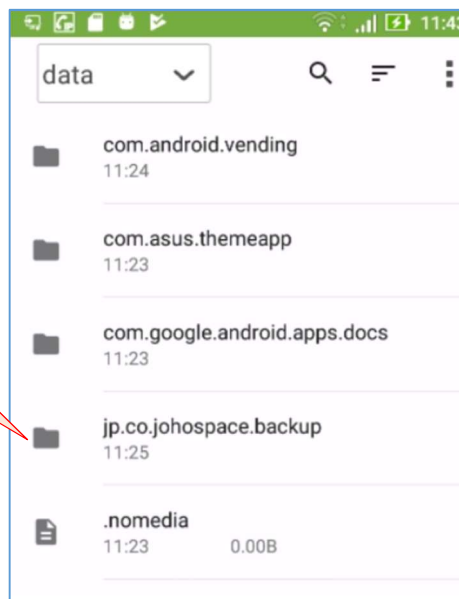 11:43
data
com.android.vending
11:24
com.asus.themeapp
11:23
com.google.android.apps.docs
11:23
jp.co.johospace.backup
11:25
.nomedia
11:23 0.00B